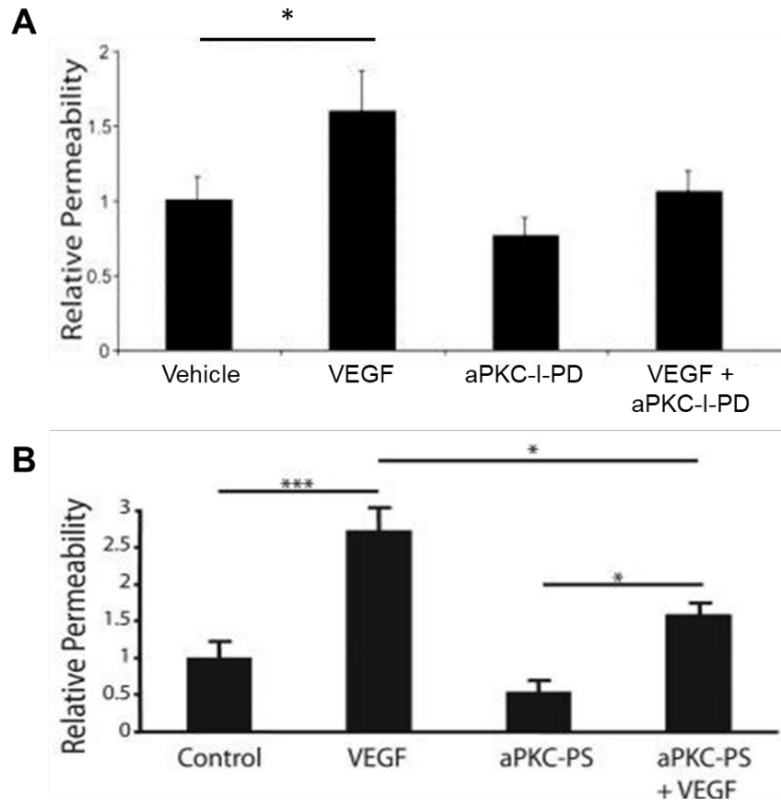 A
*
Relative Permeability
2
1.5
1
0.5
0
Vehicle
VEGF
aPKC-I-PD
VEGF +
aPKC-I-PD
B
*
***
*
Relative Permeability
3
2.5
2
1.5
1
0.5
0
Control
VEGF
aPKC-PS
aPKC-PS
+ VEGF